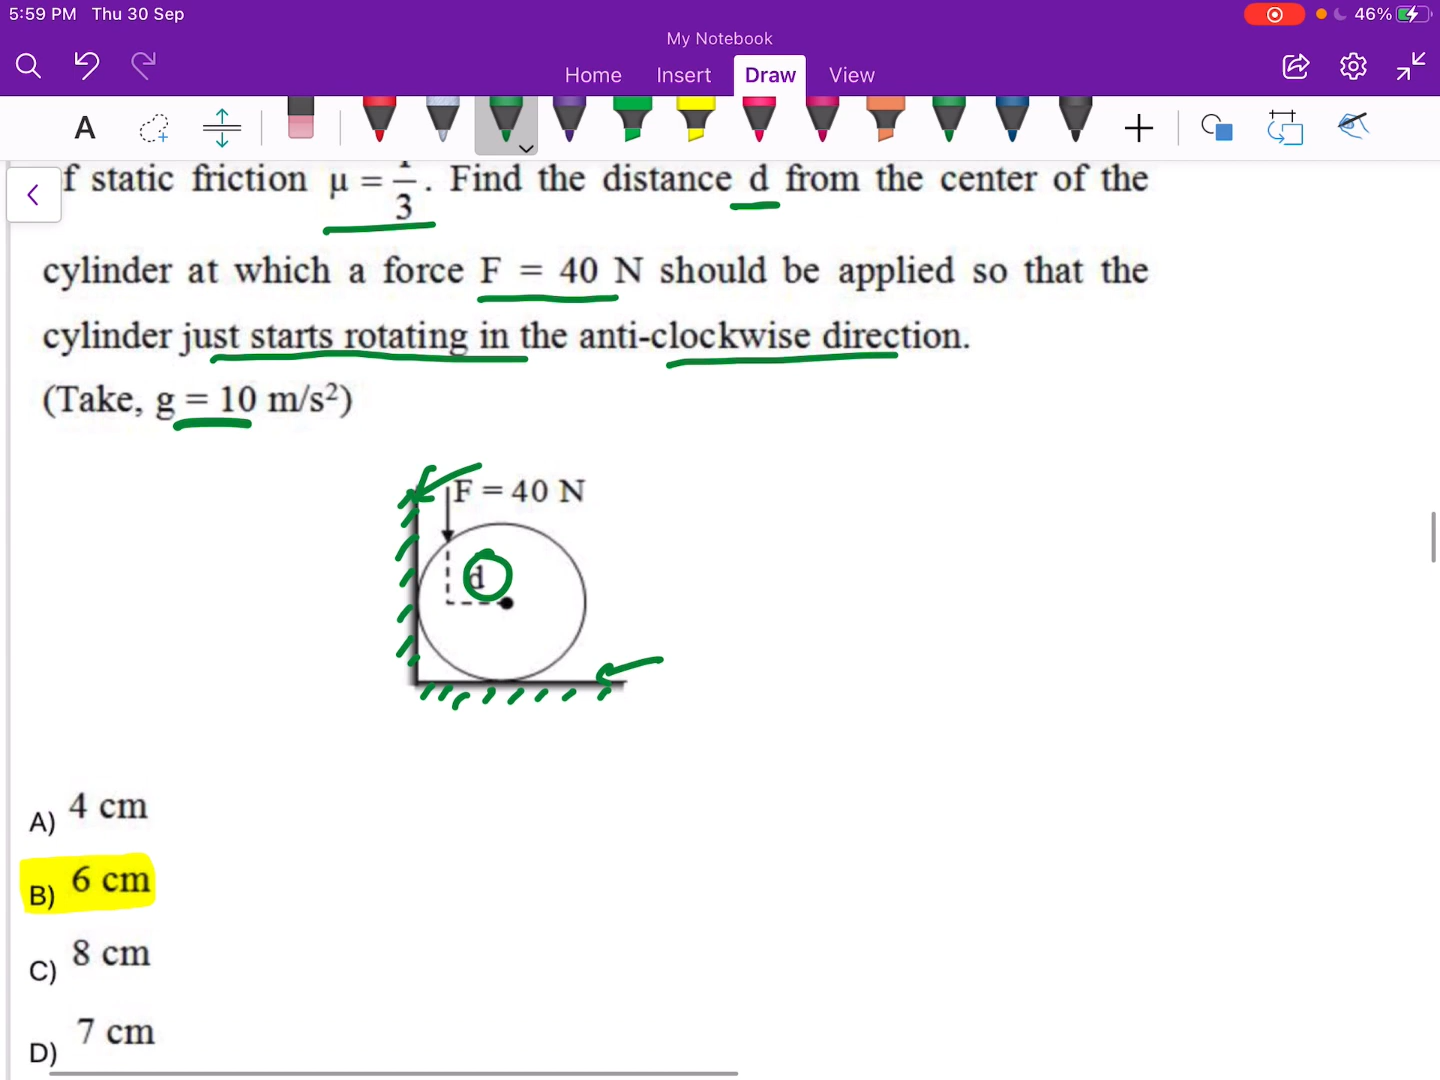 5:59 PM Thu 30 Sep
46%
My Notebook
Home Insert Draw View
A
f static friction μ = 1/3. Find the distance d from the center of the
cylinder at which a force F = 40 N should be applied so that the
cylinder just starts rotating in the anti-clockwise direction.
(Take, g = 10 m/s²)
F = 40 N
d
A) 4 cm
B) 6 cm
C) 8 cm
D) 7 cm